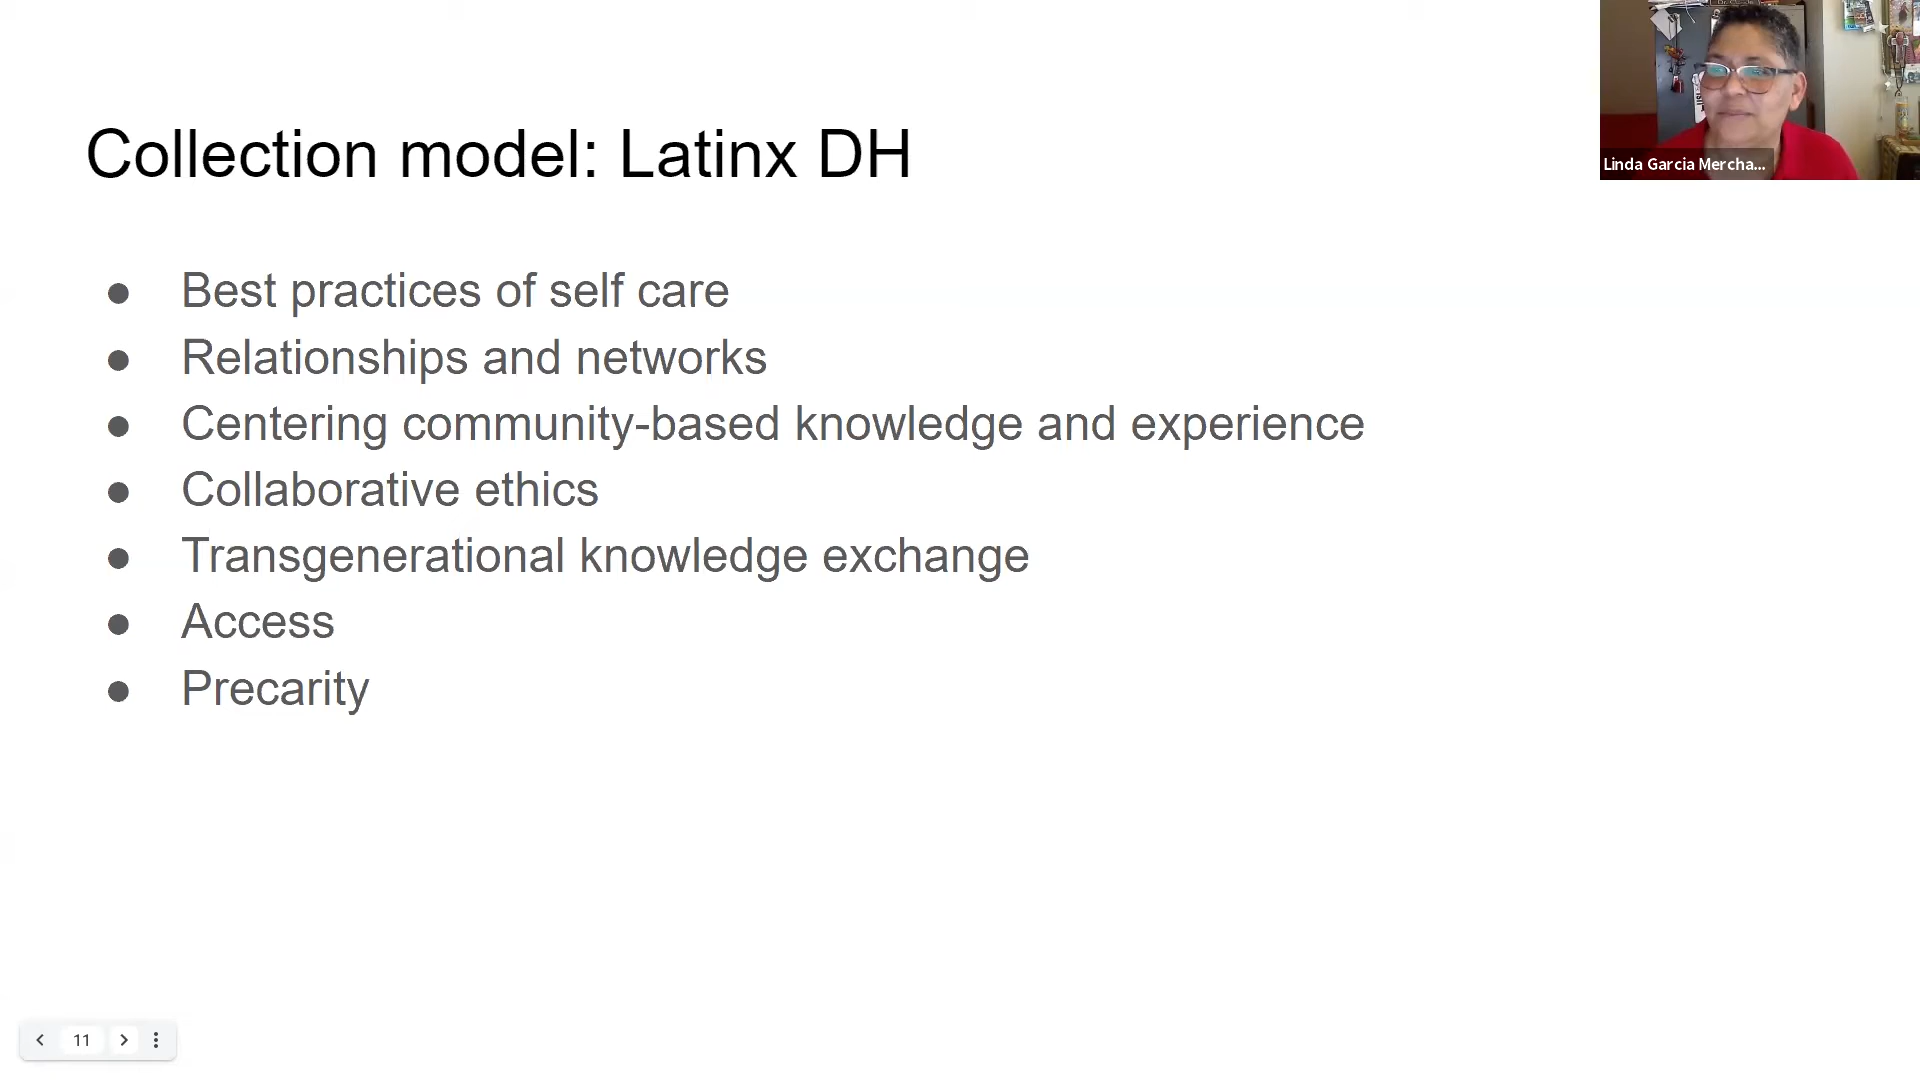 Collection model: Latinx DH
Linda Garcia Mercha...
Best practices of self care
Relationships and networks
Centering community-based knowledge and experience
Collaborative ethics
Transgenerational knowledge exchange
Access
Precarity
11